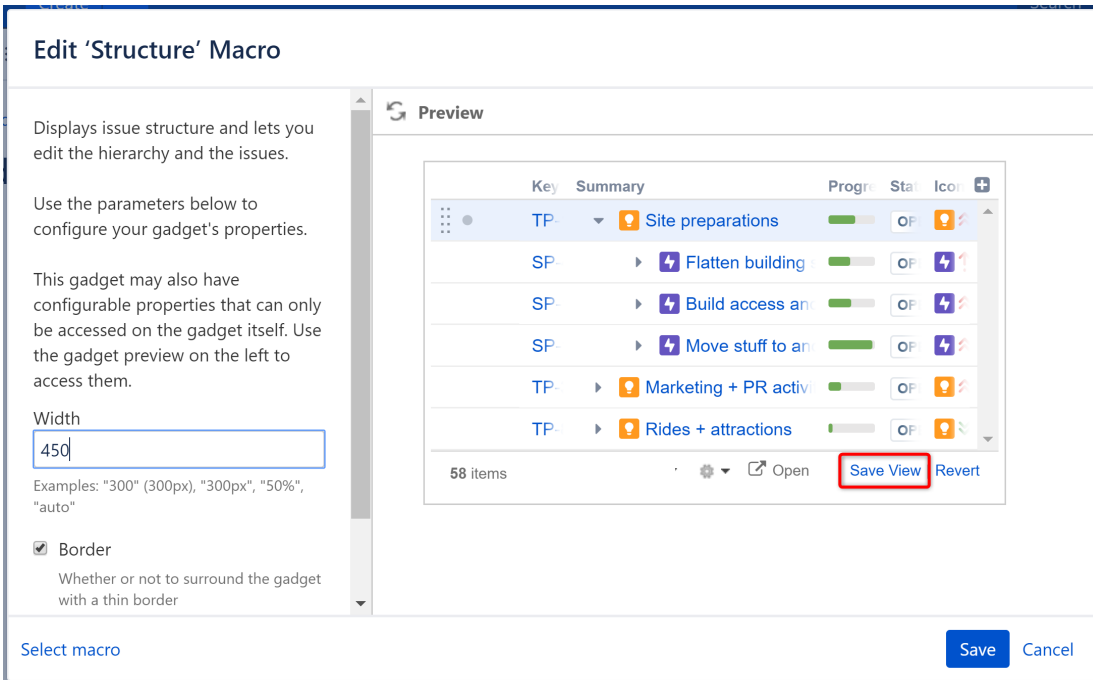 Create
Search
Edit ‘Structure’ Macro
Displays issue structure and lets you
edit the hierarchy and the issues.
Use the parameters below to
configure your gadget's properties.
This gadget may also have
configurable properties that can only
be accessed on the gadget itself. Use
the gadget preview on the left to
access them.
Width
450
Examples: "300" (300px), "300px", "50%",
"auto"
Border
Whether or not to surround the gadget
with a thin border
Preview
Key Summary Progre Stat Icon
TP- Site preparations OP
SP- Flatten building OP
SP- Build access an OP
SP- Move stuff to an OP
TP- Marketing + PR activi OP
TP- Rides + attractions OP
58 items Open Save View Revert
Select macro
Save Cancel